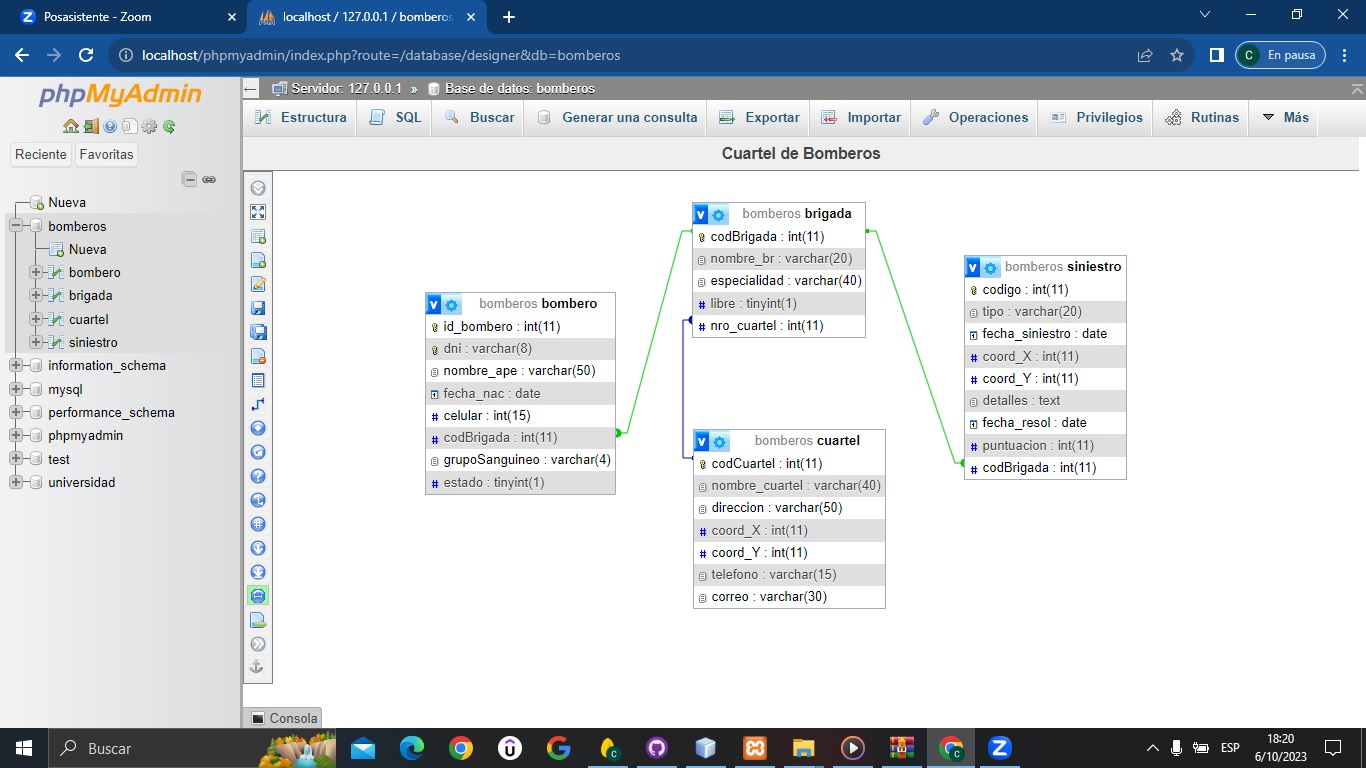 Posasistente - Zoom
localhost / 127.0.0.1 / bomberos
localhost/phpmyadmin/index.php?route=/database/designer&db=bomberos
C En pausa
phpMyAdmin
Reciente Favoritas
Nueva
bomberos
Nueva
bombero
brigada
cuartel
siniestro
information_schema
mysql
performance_schema
phpmyadmin
test
universidad
Servidor: 127.0.0.1 » Base de datos: bomberos
Estructura SQL Buscar Generar una consulta Exportar Importar Operaciones Privilegios Rutinas Más
Cuartel de Bomberos
v bomberos bombero
id_bombero : int(11)
dni : varchar(8)
nombre_ape : varchar(50)
fecha_nac : date
# celular : int(15)
# codBrigada : int(11)
grupoSanguineo : varchar(4)
# estado : tinyint(1)
v bomberos brigada
codBrigada : int(11)
nombre_br : varchar(20)
especialidad : varchar(40)
# libre : tinyint(1)
# nro_cuartel : int(11)
v bomberos cuartel
codCuartel : int(11)
nombre_cuartel : varchar(40)
direccion : varchar(50)
# coord_X : int(11)
# coord_Y : int(11)
telefono : varchar(15)
correo : varchar(30)
v bomberos siniestro
codigo : int(11)
tipo : varchar(20)
fecha_siniestro : date
# coord_X : int(11)
# coord_Y : int(11)
detalles : text
fecha_resol : date
# puntuacion : int(11)
# codBrigada : int(11)
Consola
Buscar
ESP
18:20
6/10/2023